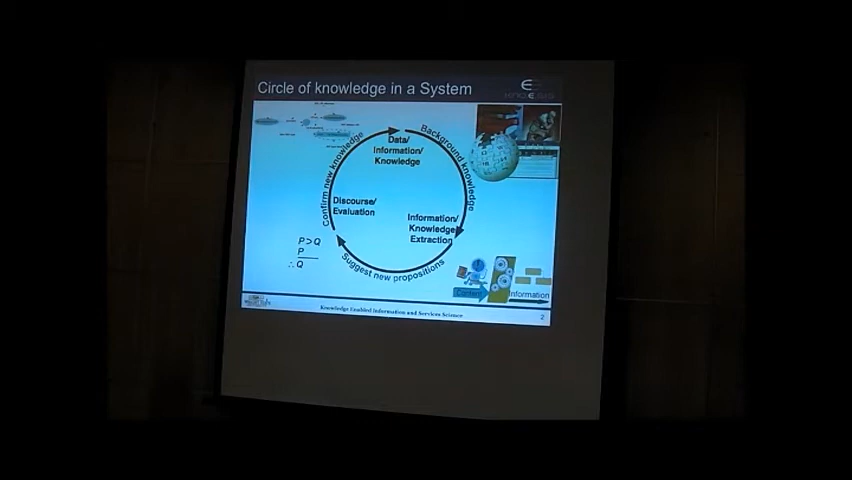 Circle of knowledge in a System
Background knowledge
Confirm new knowledge
Data/
Information/
Knowledge
Discourse/
Evaluation
Information/
Knowledge
Extraction
Suggest new propositions
P>Q
P
∴ Q
Content
Information
Knowledge Enabled Information and Services Science
2